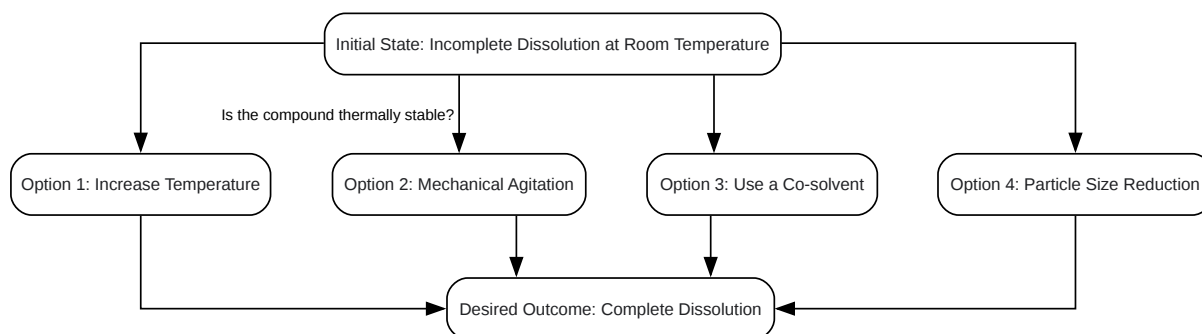 Initial State: Incomplete Dissolution at Room Temperature
Is the compound thermally stable?
Option 1: Increase Temperature
Option 2: Mechanical Agitation
Option 3: Use a Co-solvent
Option 4: Particle Size Reduction
Desired Outcome: Complete Dissolution